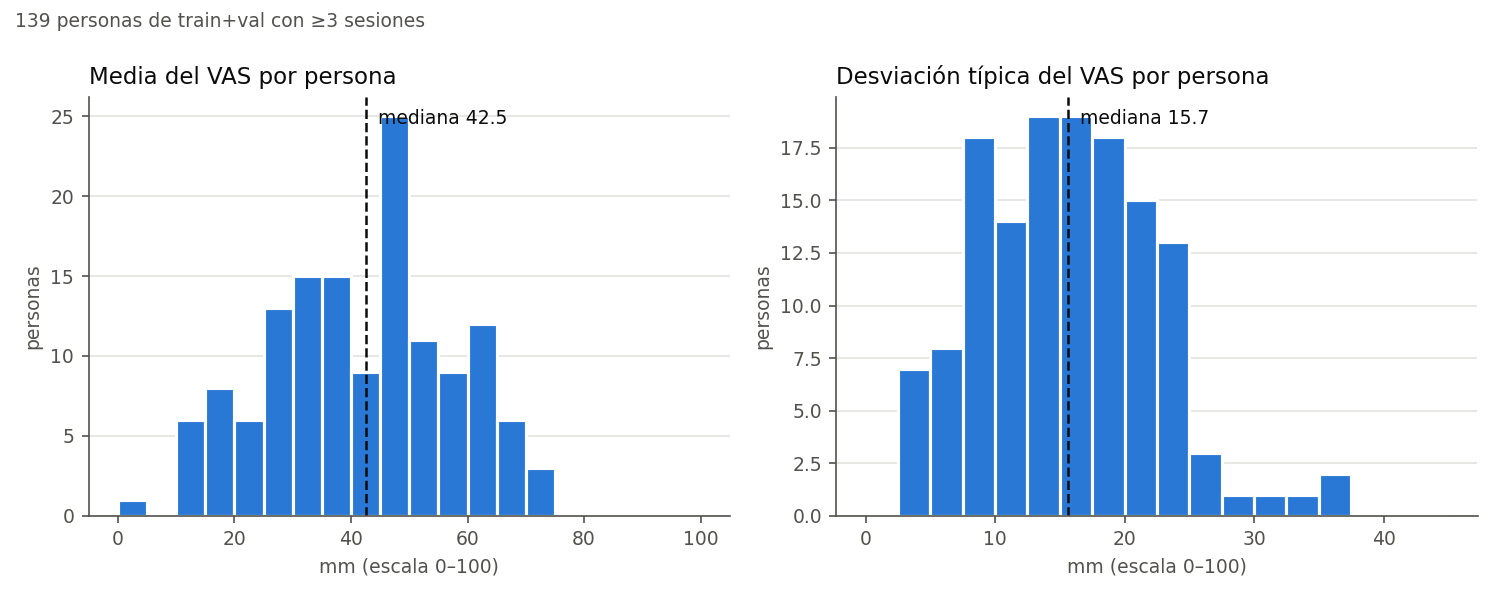 139 personas de train+val con ≥3 sesiones
Media del VAS por persona
mediana 42.5
25
20
15
10
5
0
personas
0 20 40 60 80 100
mm (escala 0–100)
Desviación típica del VAS por persona
mediana 15.7
17.5
15.0
12.5
10.0
7.5
5.0
2.5
0.0
personas
0 10 20 30 40
mm (escala 0–100)